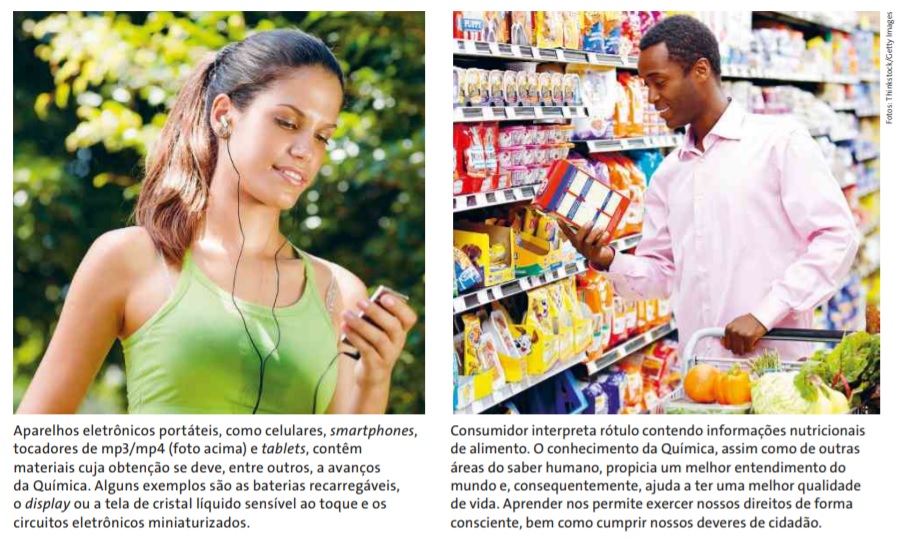 Fotos: Thinkstock/Getty Images
Aparelhos eletrônicos portáteis, como celulares, smartphones,
tocadores de mp3/mp4 (foto acima) e tablets, contêm
materiais cuja obtenção se deve, entre outros, a avanços
da Química. Alguns exemplos são as baterias recarregáveis,
o display ou a tela de cristal líquido sensível ao toque e os
circuitos eletrônicos miniaturizados.
Consumidor interpreta rótulo contendo informações nutricionais
de alimento. O conhecimento da Química, assim como de outras
áreas do saber humano, propicia um melhor entendimento do
mundo e, consequentemente, ajuda a ter uma melhor qualidade
de vida. Aprender nos permite exercer nossos direitos de forma
consciente, bem como cumprir nossos deveres de cidadão.